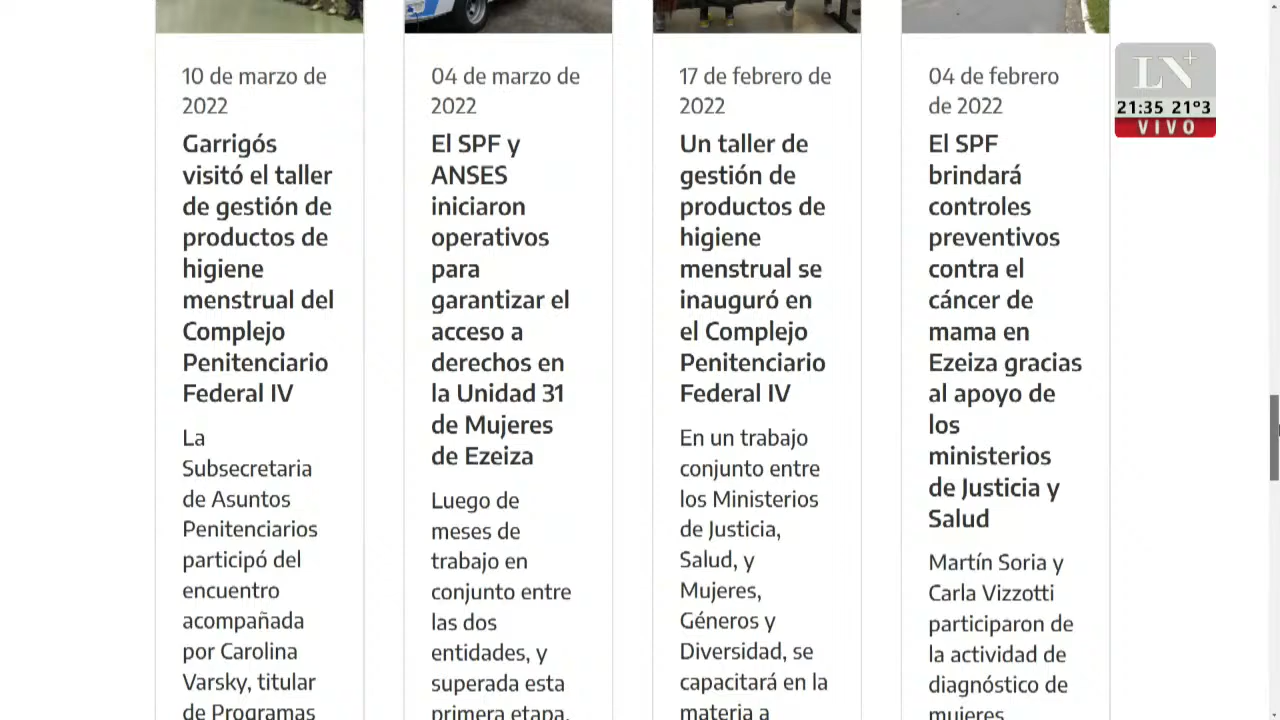 10 de marzo de
2022
Garrigós
visitó el taller
de gestión de
productos de
higiene
menstrual del
Complejo
Penitenciario
Federal IV
La
Subsecretaria
de Asuntos
Penitenciarios
participó del
encuentro
acompañada
por Carolina
Varsky, titular
de Programas
04 de marzo de
2022
El SPF y
ANSES
iniciaron
operativos
para
garantizar el
acceso a
derechos en
la Unidad 31
de Mujeres
de Ezeiza
Luego de
meses de
trabajo en
conjunto entre
las dos
entidades, y
superada esta
primera etapa,
17 de febrero de
2022
Un taller de
gestión de
productos de
higiene
menstrual se
inauguró en
el Complejo
Penitenciario
Federal IV
En un trabajo
conjunto entre
los Ministerios
de Justicia,
Salud, y
Mujeres,
Géneros y
Diversidad, se
capacitará en la
materia a
04 de febrero
de 2022
El SPF
brindará
controles
preventivos
contra el
cáncer de
mama en
Ezeiza gracias
al apoyo de
los
ministerios
de Justicia y
Salud
Martín Soria y
Carla Vizzotti
participaron de
la actividad de
diagnóstico de
mujeres
LN+
21:35 21º3
VIVO